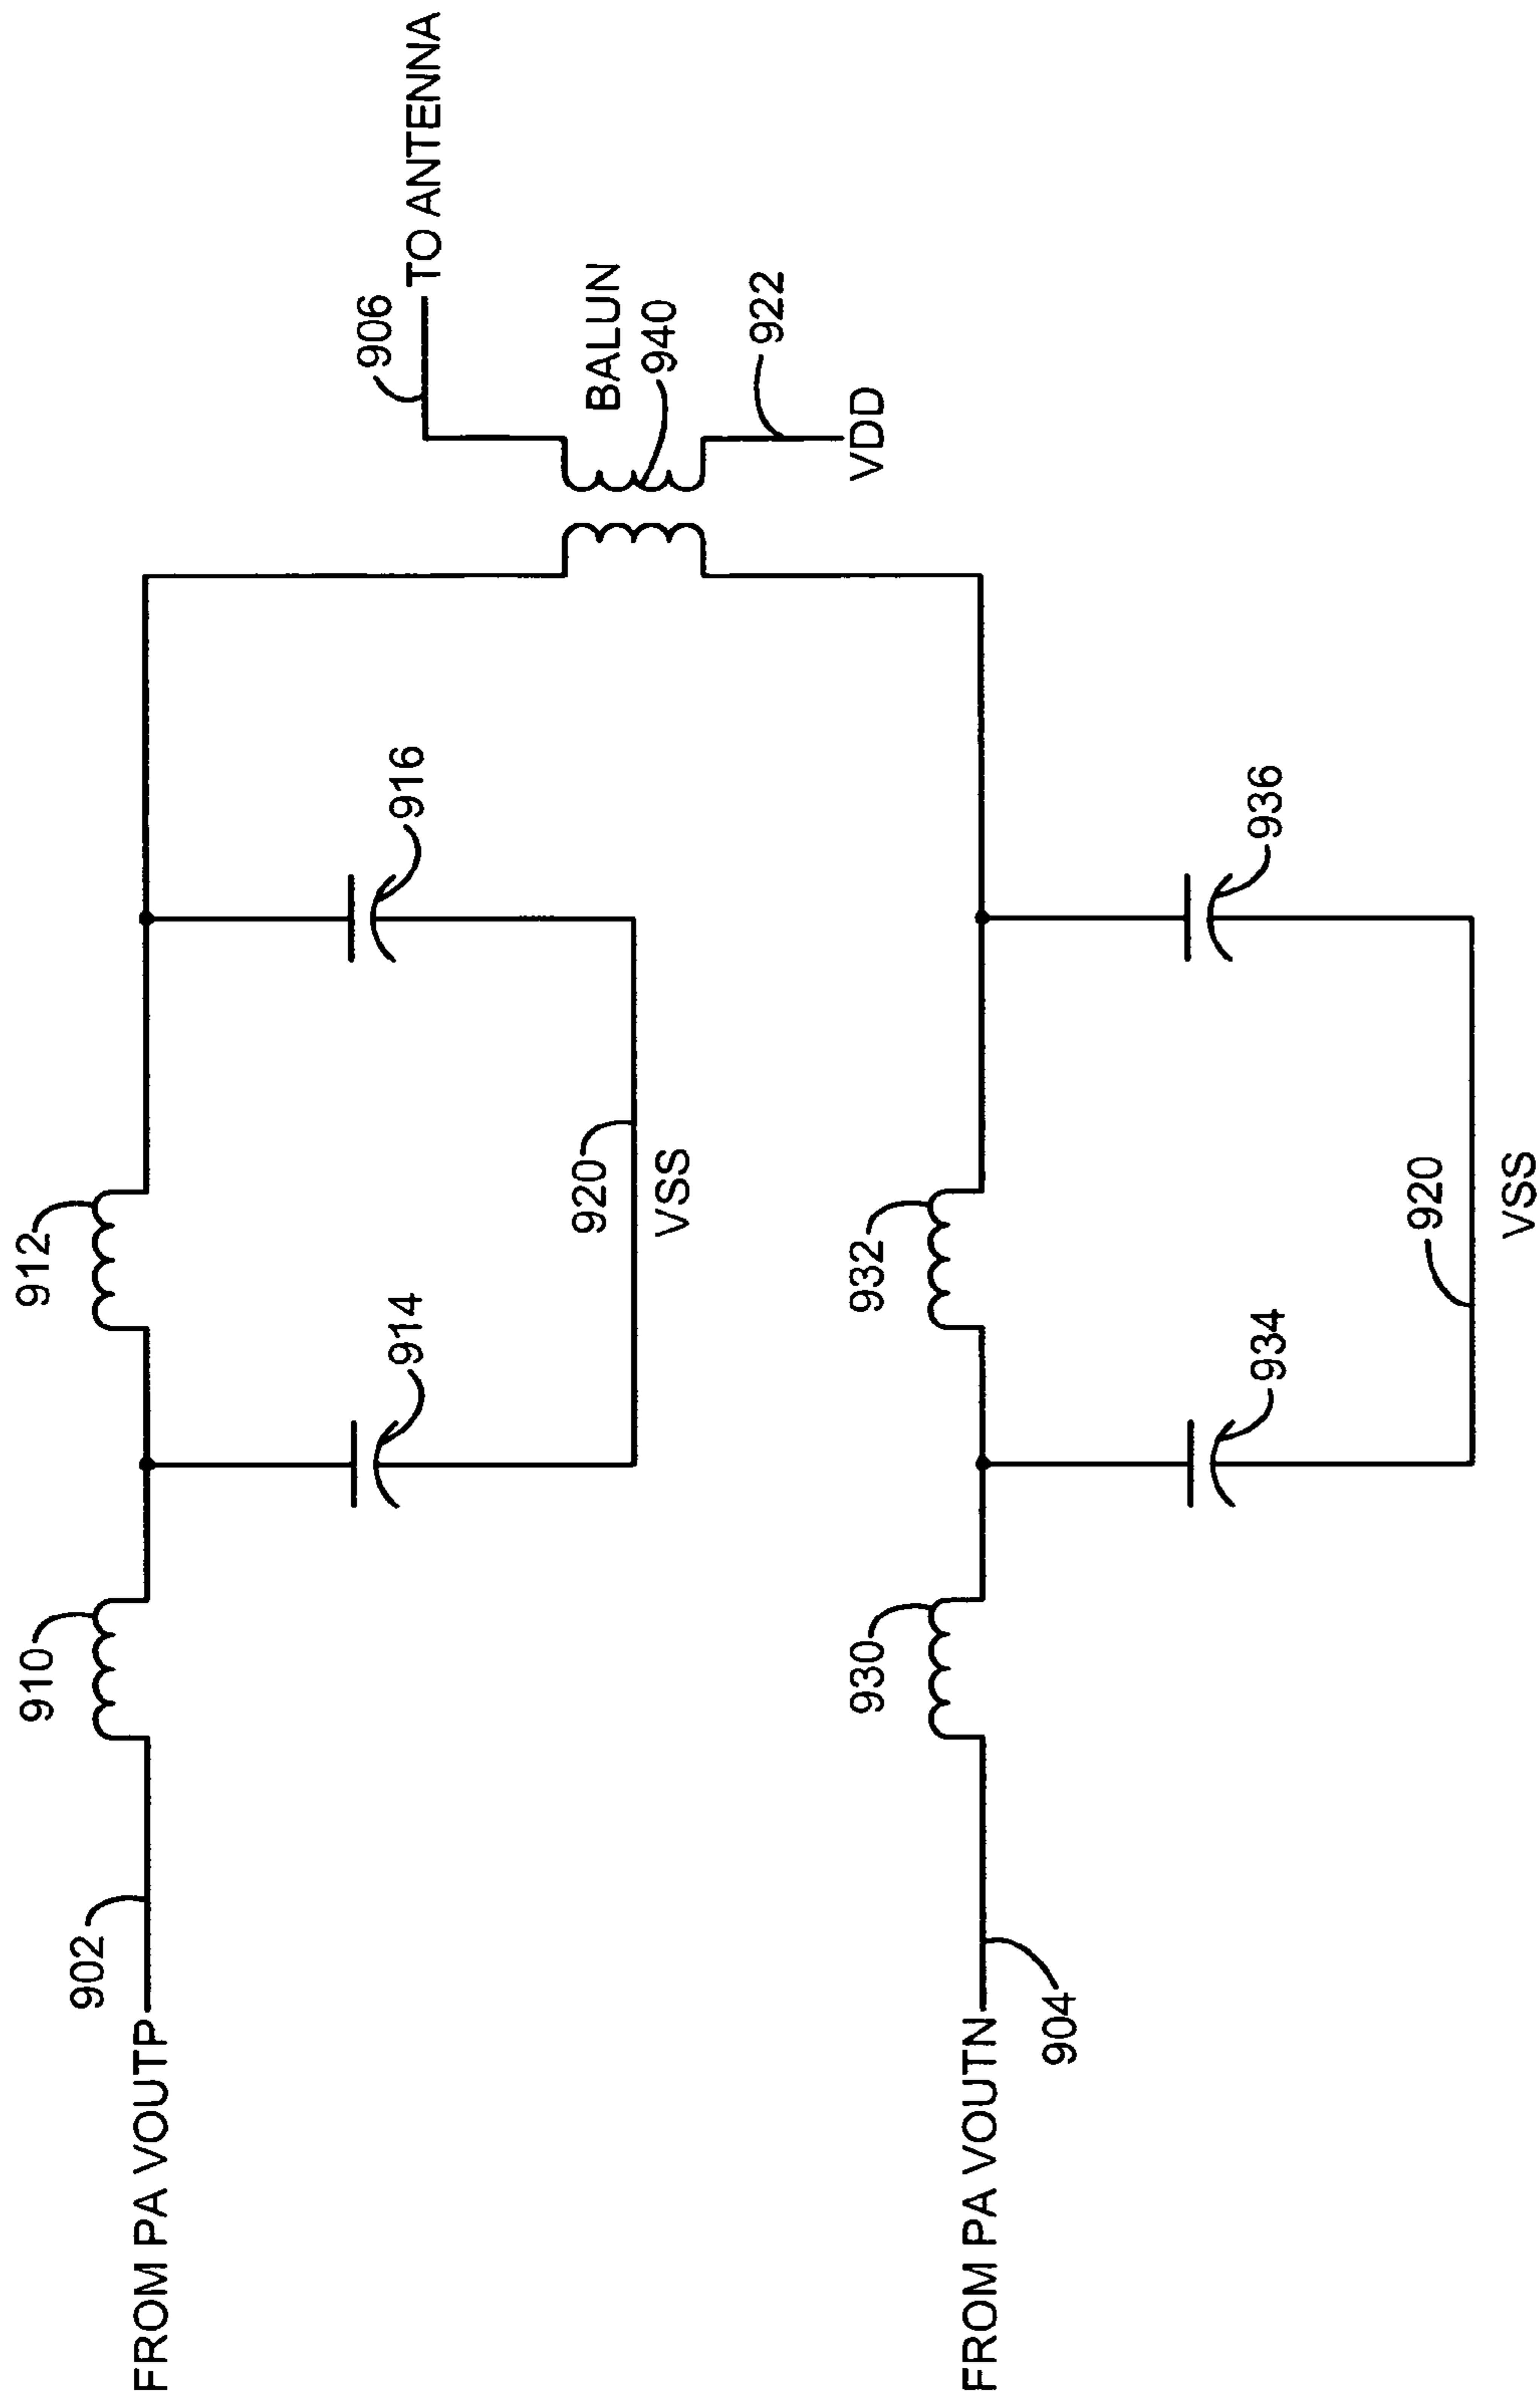 FROM PA VOUTP
902
910
912
914
916
920
VSS
906
TO ANTENNA
BALUN
940
922
VDD
FROM PA VOUTN
904
930
932
934
936
920
VSS